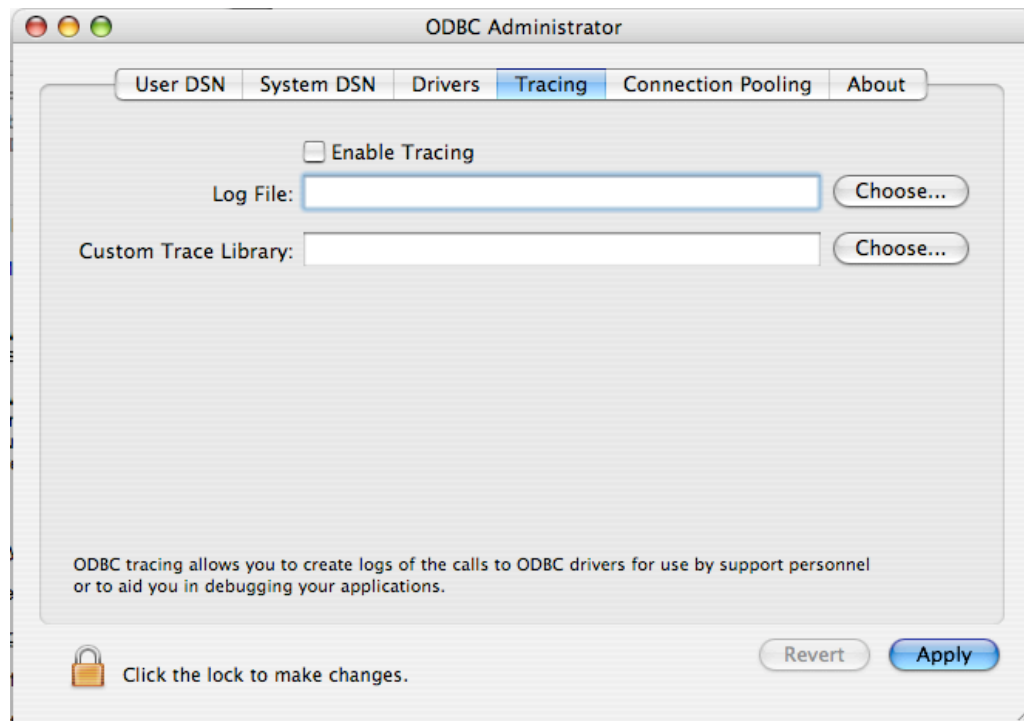 ODBC Administrator
User DSN System DSN Drivers Tracing Connection Pooling About
Enable Tracing
Log File: Choose...
Custom Trace Library: Choose...
ODBC tracing allows you to create logs of the calls to ODBC drivers for use by support personnel
or to aid you in debugging your applications.
Click the lock to make changes. Revert Apply